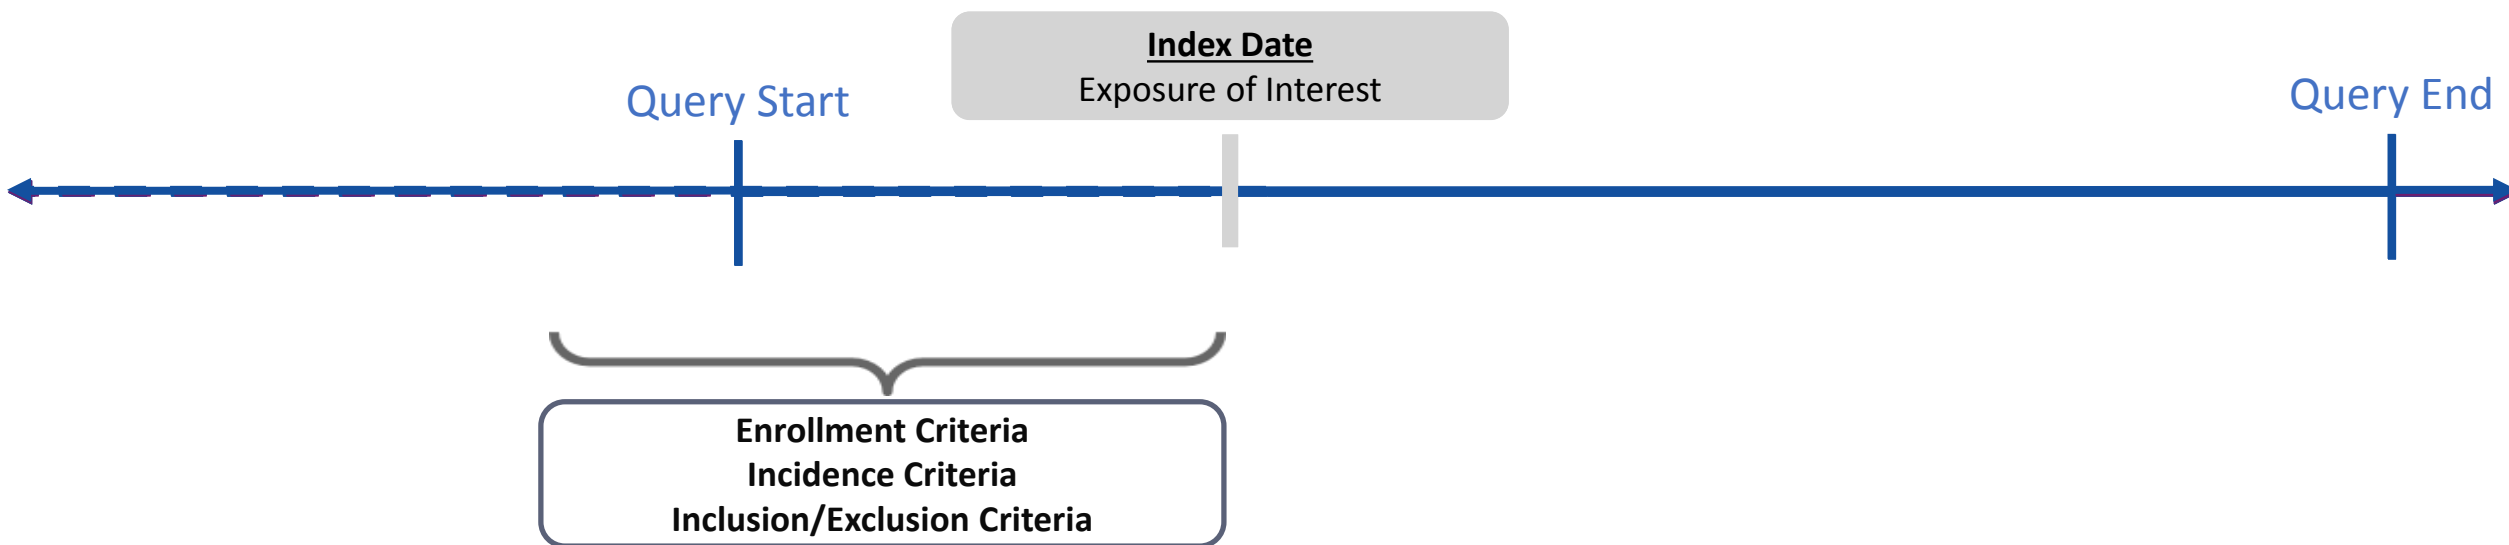 Index Date
Exposure of Interest
Query Start
Query End
Enrollment Criteria
Incidence Criteria
Inclusion/Exclusion Criteria